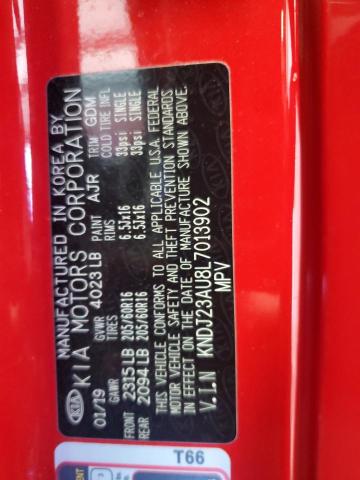 MANUFACTURED IN KOREA BY
KIA KIA MOTORS CORPORATION
01/19 GVWR 4023 LB PAINT AJR TRIM GDM
GAWR TIRES RIMS COLD TIRE INFL
FRONT 2315 LB 205/60R16 6.5Jx16 33psi SINGLE
REAR 2094 LB 205/60R16 6.5Jx16 33psi SINGLE
THIS VEHICLE CONFORMS TO ALL APPLICABLE U.S.A. FEDERAL
MOTOR VEHICLE SAFETY AND THEFT PREVENTION STANDARDS
IN EFFECT ON THE DATE OF MANUFACTURE SHOWN ABOVE.
V.I.N KNDJ23AU8L7013902
MPV
T66